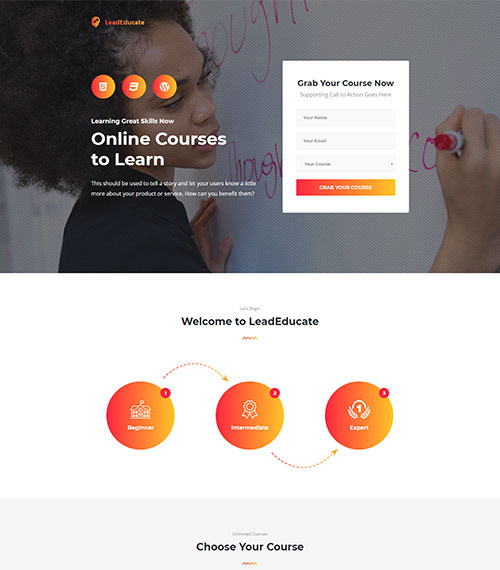 LeadEducate
Learning Great Skills Now
Online Courses
to Learn
This should be used to tell a story and let your users know a little
more about your product or service. How can you benefit them?
Grab Your Course Now
Supporting Call to Action Goes Here
Your Name
Your Email
Your Course
GRAB YOUR COURSE
Let's Begin
Welcome to LeadEducate
1
Beginner
2
Intermediate
3
1
Expert
Unlimited Courses
Choose Your Course